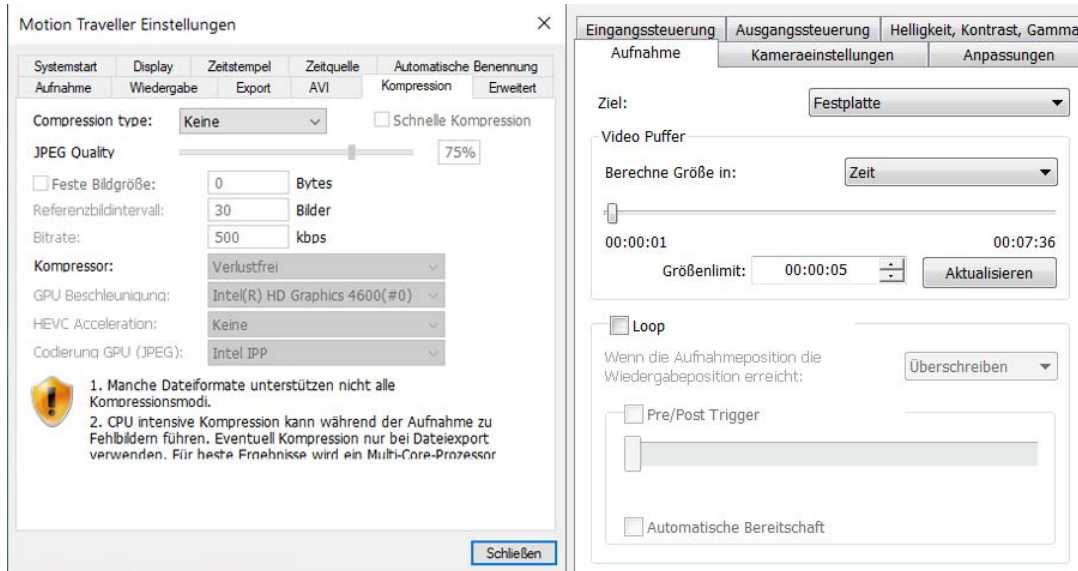 Motion Traveller Einstellungen
Systemstart Display Zeitstempel Zeitquelle Automatische Benennung
Aufnahme Wiedergabe Export AVI Kompression Erweitert
Compression type: Keine Schnelle Kompression
JPEG Quality 75%
Feste Bildgröße: 0 Bytes
Referenzbildintervall: 30 Bilder
Bitrate: 500 kbps
Kompressor: Verlustfrei
GPU Beschleunigung: Intel(R) HD Graphics 4600(#0)
HEVC Acceleration: Keine
Codierung GPU (JPEG): Intel IPP
1. Manche Dateiformate unterstützen nicht alle
Kompressionsmodi.
2. CPU intensive Kompression kann während der Aufnahme zu
Fehlbildern führen. Eventuell Kompression nur bei Dateiexport
verwenden. Für beste Ergebnisse wird ein Multi-Core-Prozessor
Schließen
Eingangssteuerung Ausgangssteuerung Helligkeit, Kontrast, Gamma
Aufnahme Kameraeinstellungen Anpassungen
Ziel: Festplatte
Video Puffer
Berechne Größe in: Zeit
00:00:01 00:07:36
Größenlimit: 00:00:05 Aktualisieren
Loop
Wenn die Aufnahmeposition die
Wiedergabeposition erreicht: Überschreiben
Pre/Post Trigger
Automatische Bereitschaft